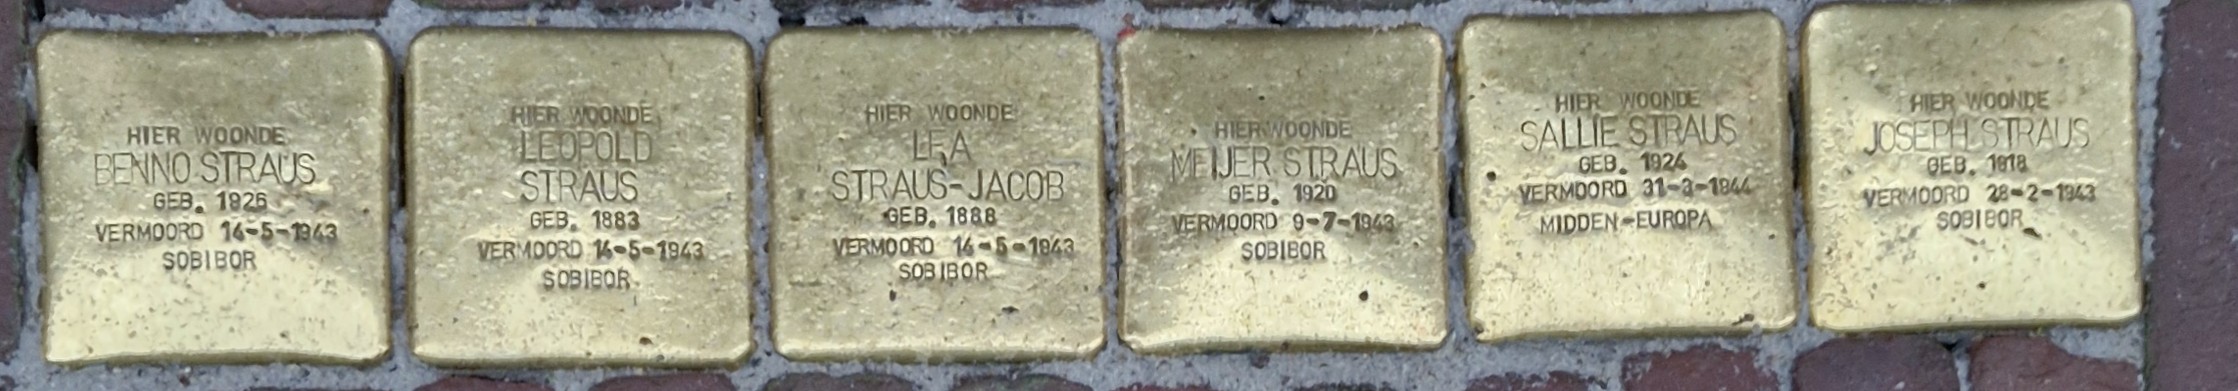 HIER WOONDE
BENNO STRAUS
GEB. 1926
VERMOORD 14-5-1943
SOBIBOR
HIER WOONDE
LEOPOLD
STRAUS
GEB. 1883
VERMOORD 14-5-1943
SOBIBOR
HIER WOONDE
LEA
STRAUS-JACOB
GEB. 1888
VERMOORD 14-5-1943
SOBIBOR
HIER WOONDE
MEIJER STRAUS
GEB. 1920
VERMOORD 9-7-1943
SOBIBOR
HIER WOONDE
SALLIE STRAUS
GEB. 1924
VERMOORD 31-3-1944
MIDDEN-EUROPA
HIER WOONDE
JOSEPH STRAUS
GEB. 1918
VERMOORD 28-2-1943
SOBIBOR